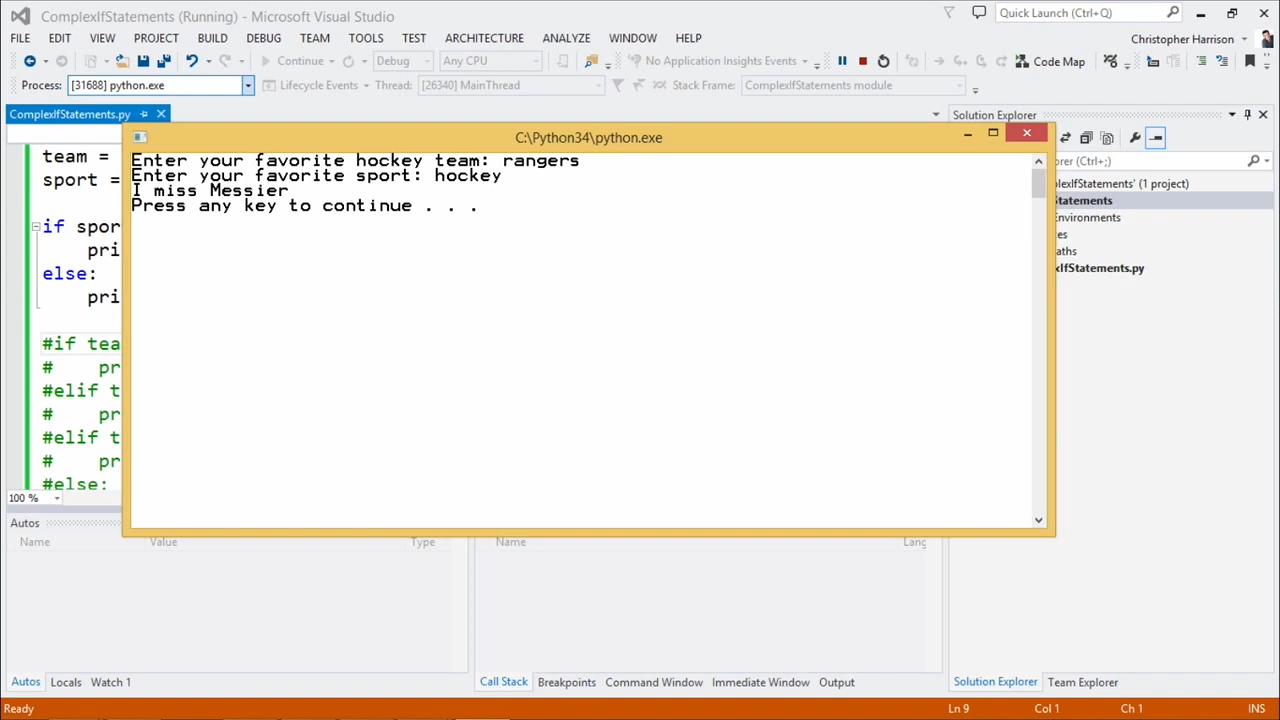 ComplexIfStatements (Running) - Microsoft Visual Studio
Quick Launch (Ctrl+Q)
FILE EDIT VIEW PROJECT BUILD DEBUG TEAM TOOLS TEST ARCHITECTURE ANALYZE WINDOW HELP
Christopher Harrison
Continue Debug Any CPU No Application Insights Events Code Map
Process: [31688] python.exe Lifecycle Events Thread: [26340] MainThread Stack Frame: ComplexIfStatements module
ComplexIfStatements.py
Solution Explorer
C:\Python34\python.exe
Enter your favorite hockey team: rangers
Enter your favorite sport: hockey
I miss Messier
Press any key to continue . . .
team =
sport =
if spor
pri
else:
pri
#if tea
# pr
#elif t
# pr
#elif t
# pr
#else:
100 %
orer (Ctrl+;)
plexIfStatements' (1 project)
Statements
Environments
ces
aths
xIfStatements.py
Autos
Name Value Type
Name Lang
Autos Locals Watch 1
Call Stack Breakpoints Command Window Immediate Window Output
Solution Explorer Team Explorer
Ready
Ln 9 Col 1 Ch 1 INS